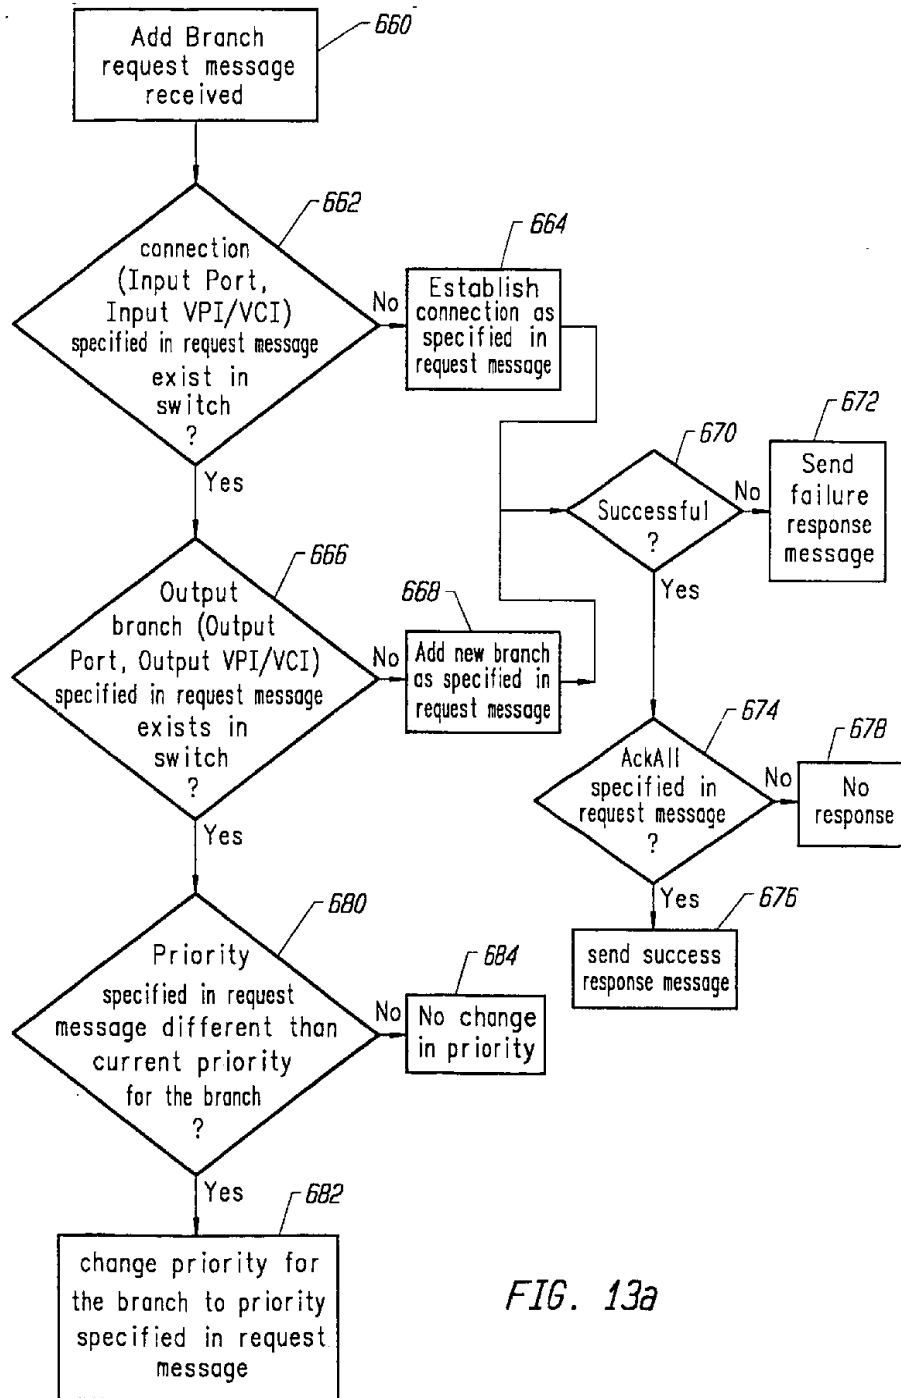 Add Branch
request message
received
660
connection
(Input Port,
Input VPI/VCI)
specified in request message
exist in
switch
?
662
No
Yes
Establish
connection as
specified in
request message
664
Output
branch (Output
Port, Output VPI/VCI)
specified in request message
exists in
switch
?
666
No
Yes
Add new branch
as specified in
request message
668
Successful
?
670
No
Yes
Send
failure
response
message
672
AckAll
specified in
request message
?
674
No
Yes
No
response
678
send success
response message
676
Priority
specified in request
message different than
current priority
for the branch
?
680
No
Yes
No change
in priority
684
change priority for
the branch to priority
specified in request
message
682
FIG. 13a